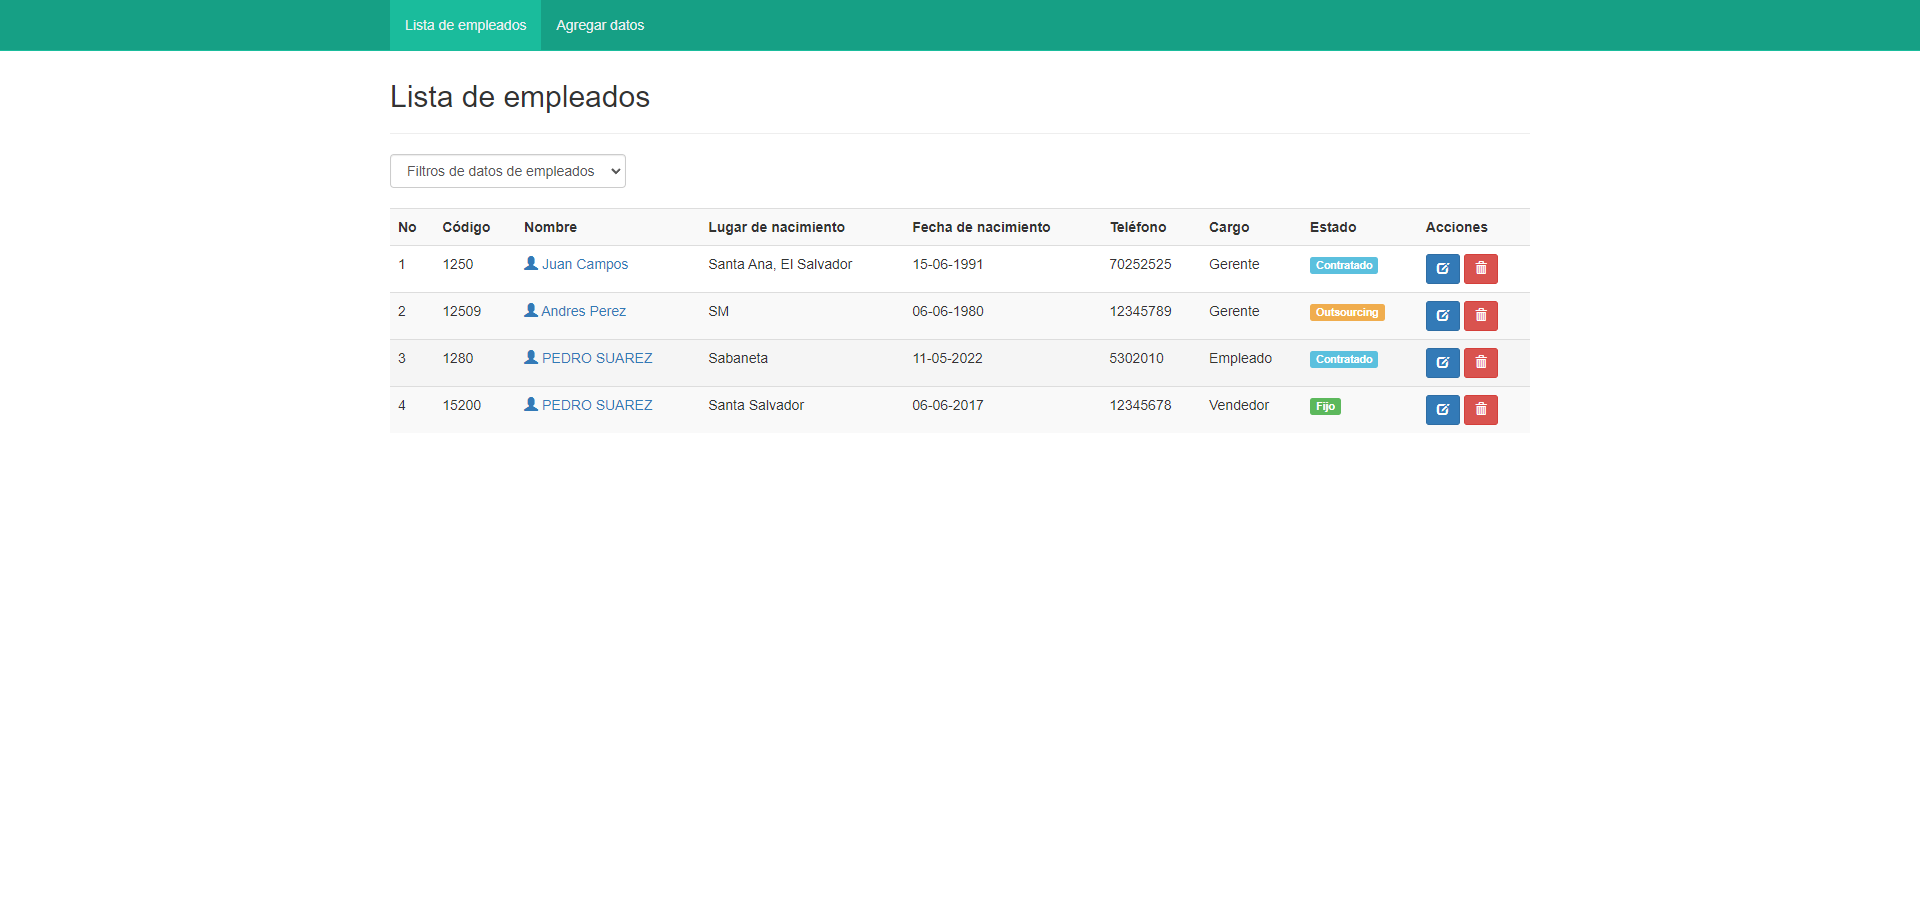 Lista de empleados Agregar datos
Lista de empleados
Filtros de datos de empleados
No Código Nombre Lugar de nacimiento Fecha de nacimiento Teléfono Cargo Estado Acciones
1 1250 Juan Campos Santa Ana, El Salvador 15-06-1991 70252525 Gerente Contratado
2 12509 Andres Perez SM 06-06-1980 12345789 Gerente Outsourcing
3 1280 PEDRO SUAREZ Sabaneta 11-05-2022 5302010 Empleado Contratado
4 15200 PEDRO SUAREZ Santa Salvador 06-06-2017 12345678 Vendedor Fijo